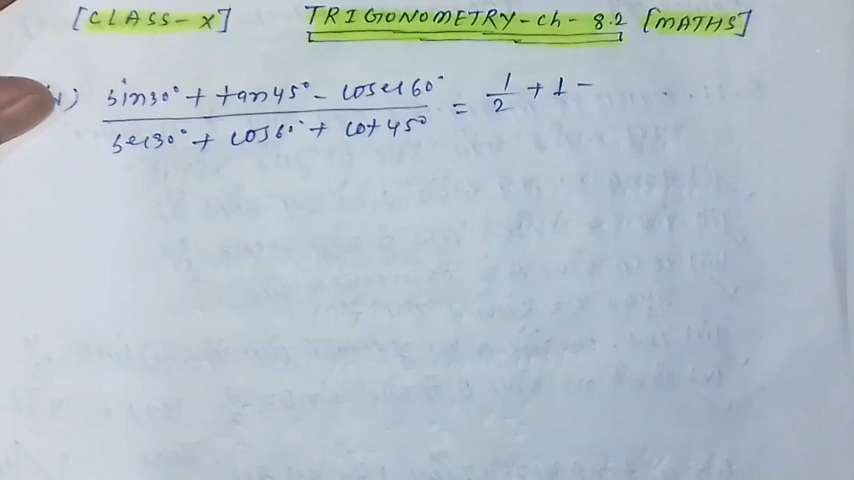 [CLASS-X] TRIGONOMETRY-Ch-8.2 [MATHS]
sin30° + tan45° - cosec60°
= 1/2 + 1 -
sec30° + cos60° + cot45°